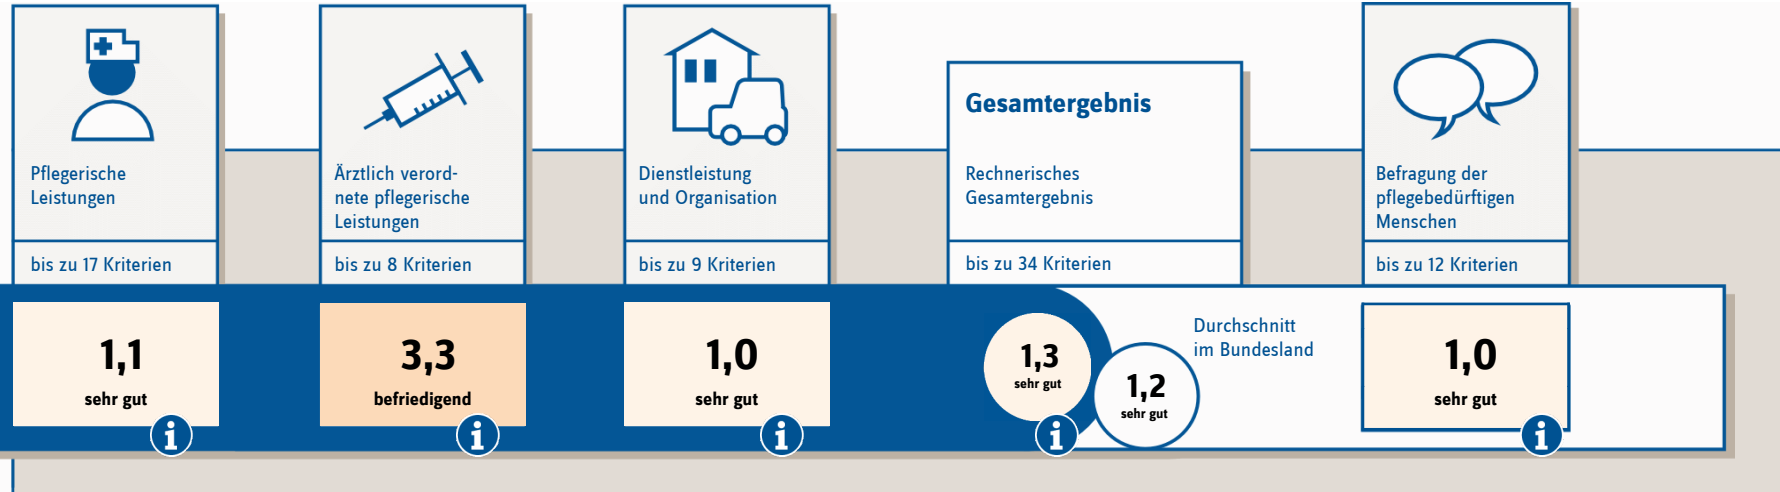 Pflegerische
Leistungen
bis zu 17 Kriterien
1,1
sehr gut
i
Ärztlich verord-
nete pflegerische
Leistungen
bis zu 8 Kriterien
3,3
befriedigend
i
Dienstleistung
und Organisation
bis zu 9 Kriterien
1,0
sehr gut
i
Gesamtergebnis
Rechnerisches
Gesamtergebnis
bis zu 34 Kriterien
1,3
sehr gut
i
Durchschnitt
im Bundesland
1,2
sehr gut
Befragung der
pflegebedürftigen
Menschen
bis zu 12 Kriterien
1,0
sehr gut
i